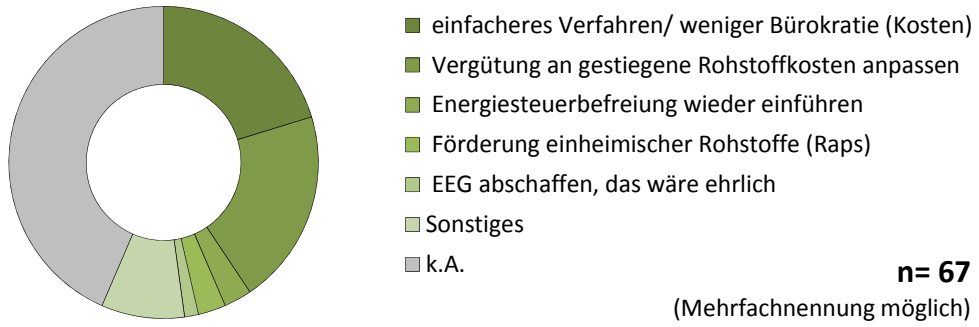 einfacheres Verfahren/ weniger Bürokratie (Kosten)
Vergütung an gestiegene Rohstoffkosten anpassen
Energiesteuerbefreiung wieder einführen
Förderung einheimischer Rohstoffe (Raps)
EEG abschaffen, das wäre ehrlich
Sonstiges
k.A.
n= 67
(Mehrfachnennung möglich)